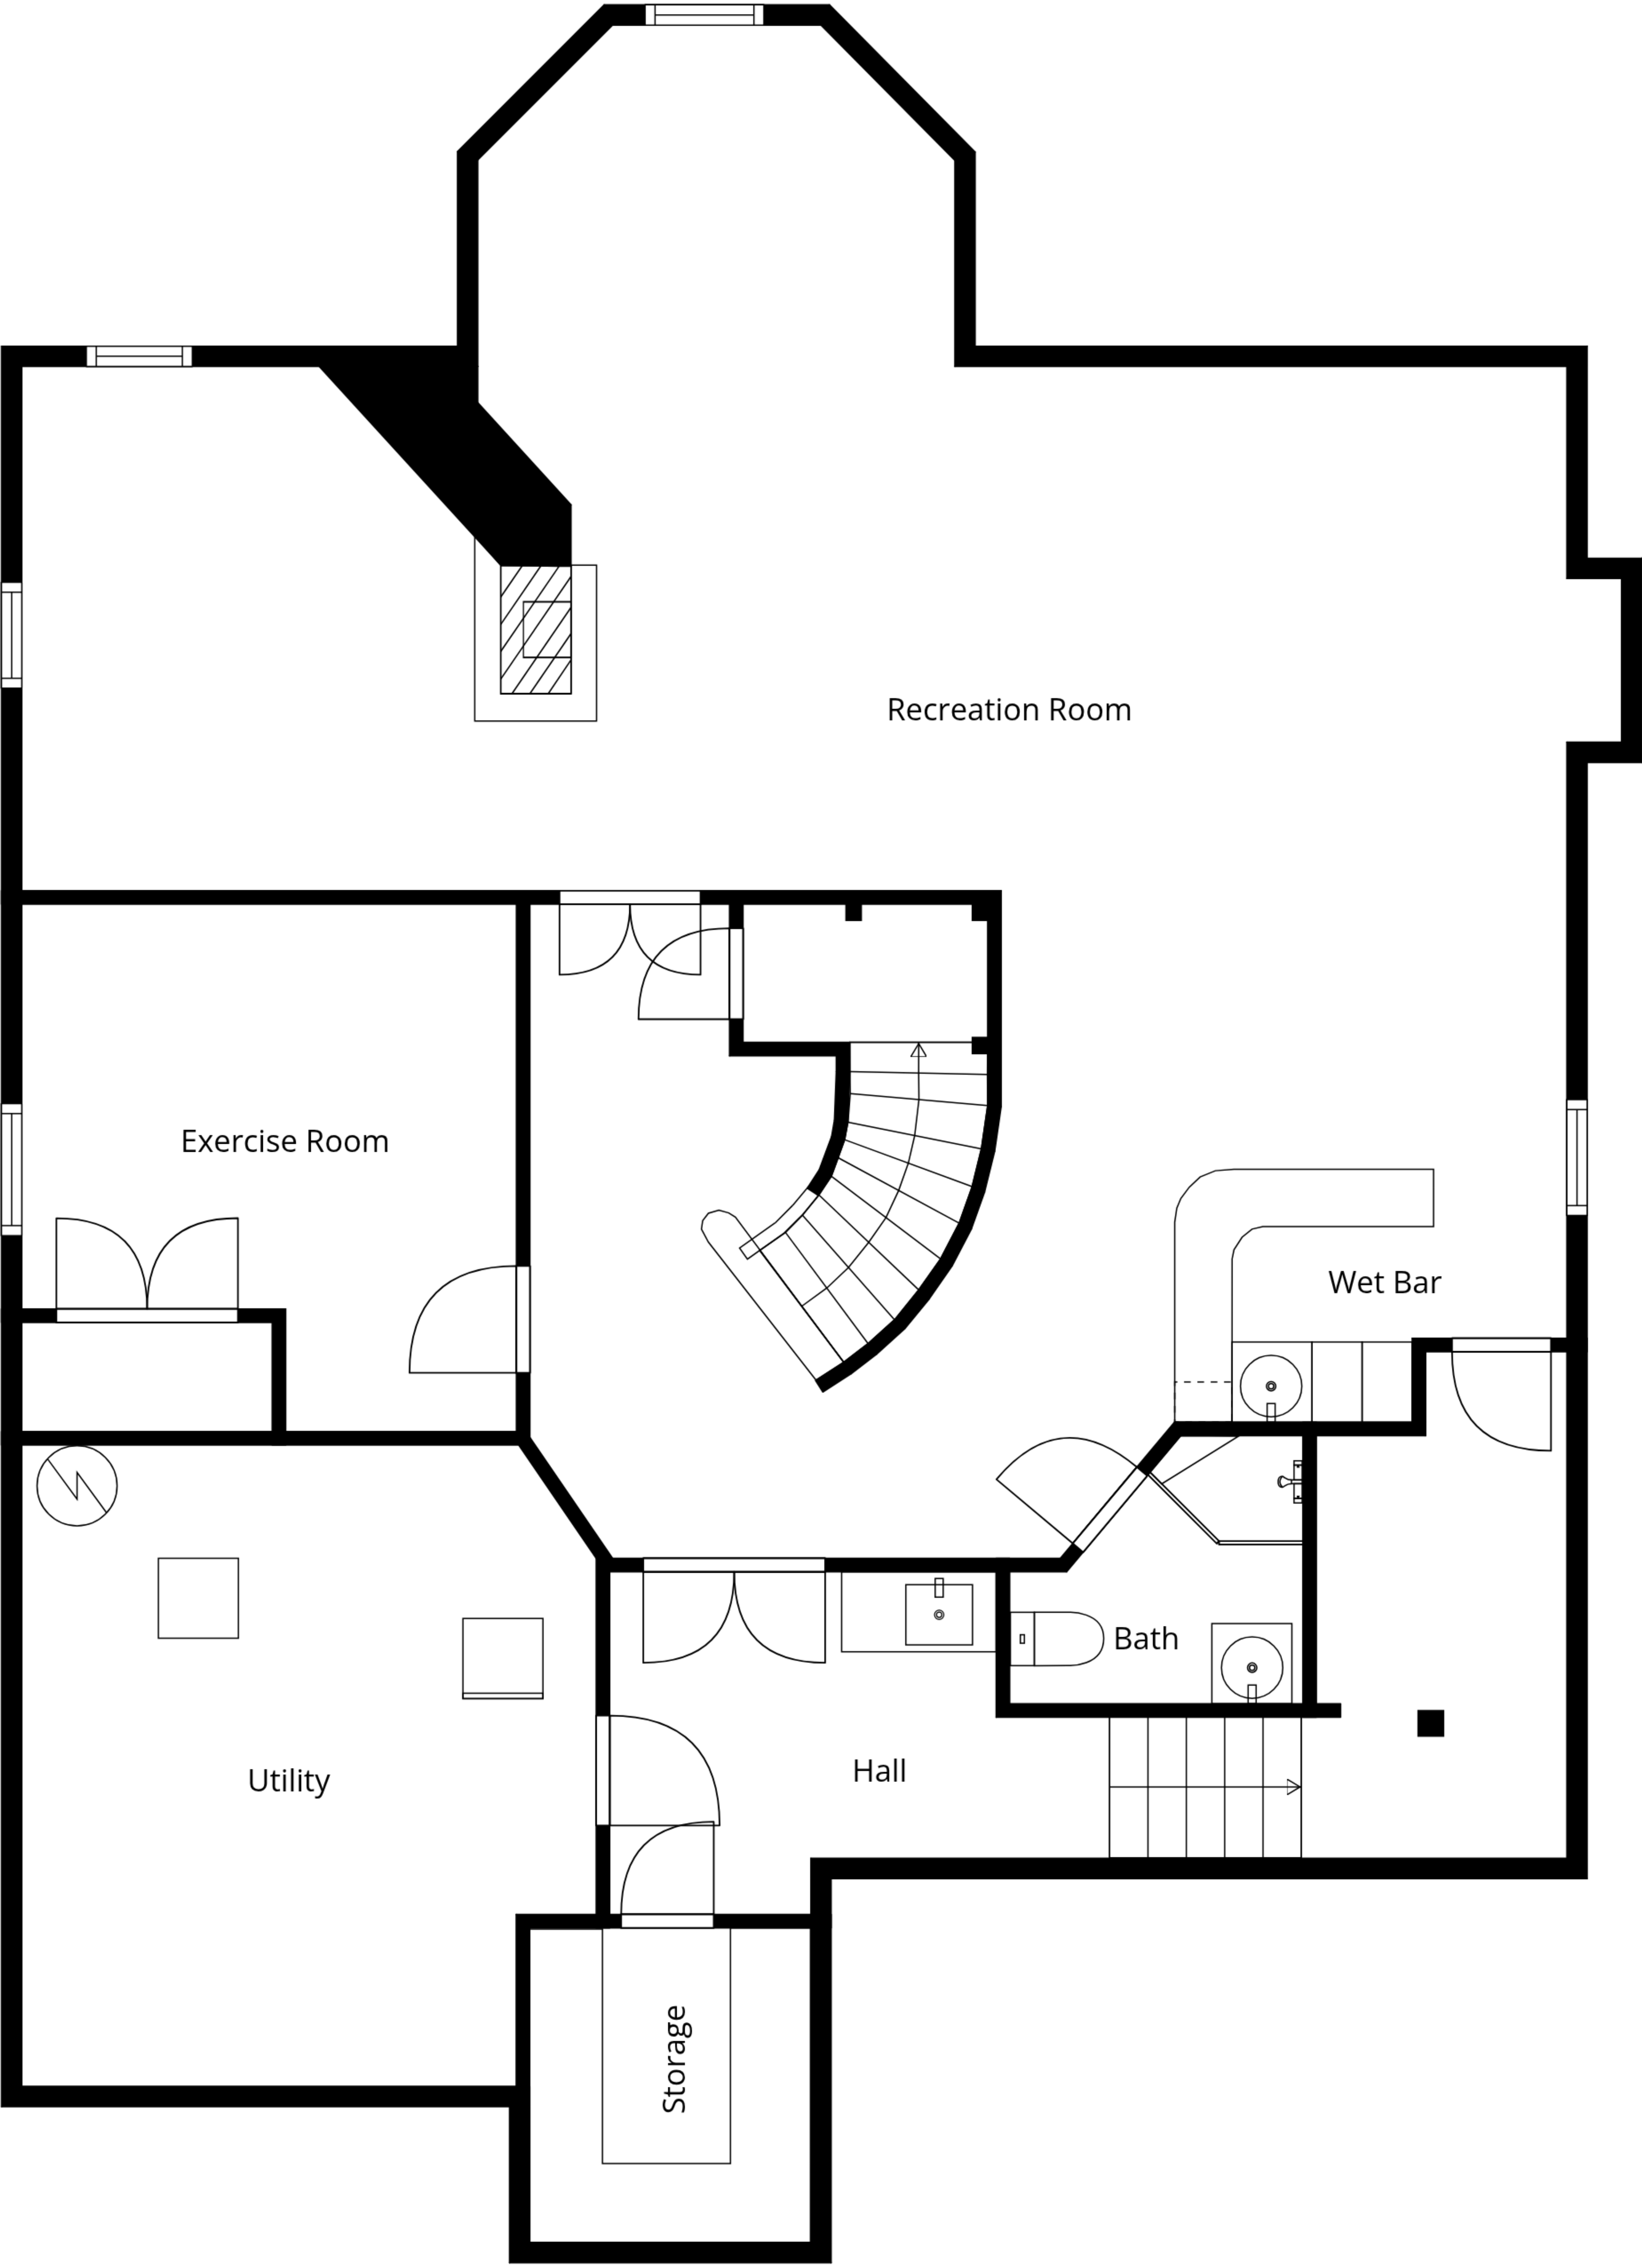 Recreation Room
Exercise Room
Wet Bar
Bath
Hall
Utility
Storage